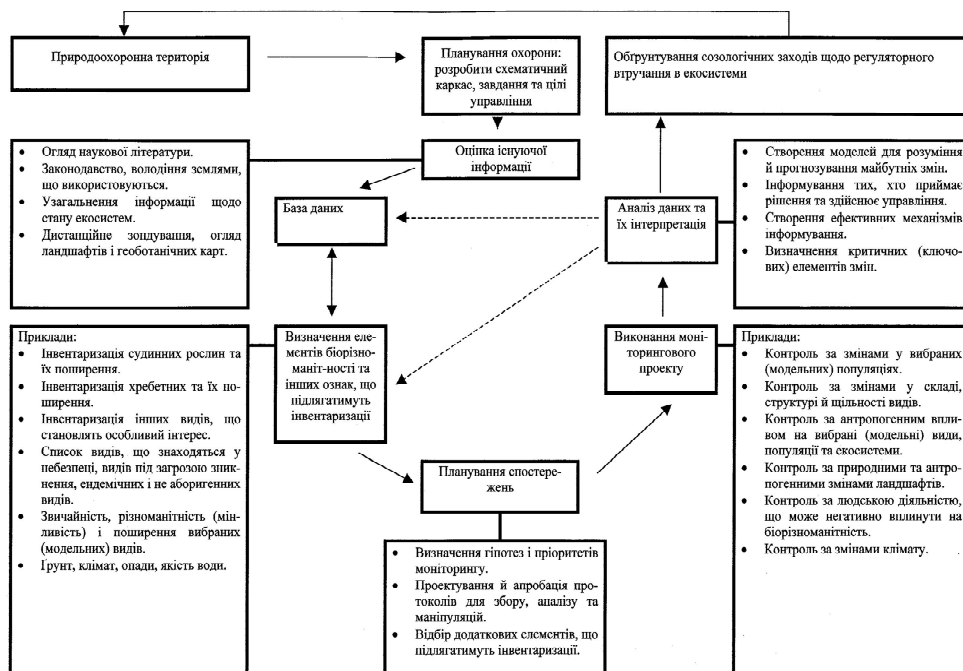 Природоохоронна територія
Планування охорони:
розробити схематичний
каркас, завдання та цілі
управління
Обґрунтування созологічних заходів щодо регуляторного
втручання в екосистеми
Оцінка існуючої
інформації
• Огляд наукової літератури.
• Законодавство, володіння землями,
що використовуються.
• Узагальнення інформації щодо
стану екосистем.
• Дистанційне зондування, огляд
ландшафтів і геоботанічних карт.
База даних
Аналіз даних та
їх інтерпретація
• Створення моделей для розуміння
й прогнозування майбутніх змін.
• Інформування тих, хто приймає
рішення та здійснює управління.
• Створення ефективних механізмів
інформування.
• Визначення критичних (ключо-
вих) елементів змін.
Приклади:
• Інвентаризація судинних рослин та
їх поширення.
• Інвентаризація хребетних та їх по-
ширення.
• Інвентаризація інших видів, що
становлять особливий інтерес.
• Список видів, що знаходяться у
небезпеці, видів під загрозою зник-
нення, ендемічних і не аборигенних
видів.
• Звичайність, різноманітність (мін-
ливість) і поширення вибраних
(модельних) видів.
• Ґрунт, клімат, опади, якість води.
Визначення еле-
ментів біорізно-
маніт-ності та
інших ознак, що
підлягатимуть
інвентаризації
Виконання моні-
торингового
проекту
Приклади:
• Контроль за змінами у вибраних
(модельних) популяціях.
• Контроль за змінами у складі,
структурі й щільності видів.
• Контроль за антропогенним впли-
вом на вибрані (модельні) види,
популяції та екосистеми.
• Контроль за природними та антро-
погенними змінами ландшафтів.
• Контроль за людською діяльністю,
що може негативно вплинути на
біорізноманітність.
• Контроль за змінами клімату.
Планування спостере-
жень
• Визначення гіпотез і пріоритетів
моніторингу.
• Проектування й апробація про-
токолів для збору, аналізу та
маніпуляцій.
• Відбір додаткових елементів, що
підлягатимуть інвентаризації.